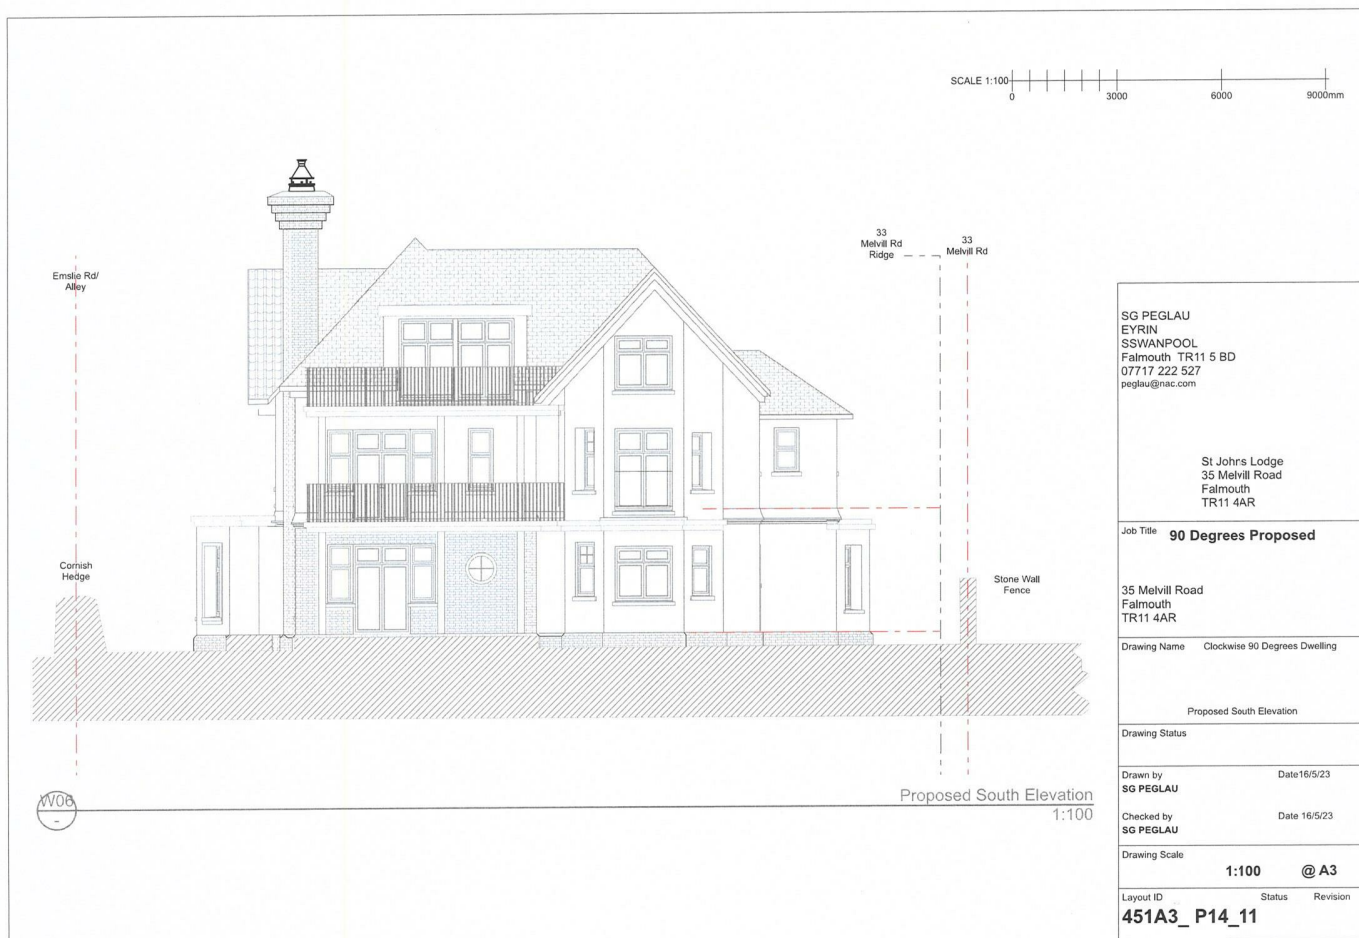 SCALE 1:100
0 3000 6000 9000mm
33
Melvill Rd
Ridge
33
Melvill Rd
Emslie Rd/
Alley
Cornish
Hedge
Stone Wall
Fence
W06
-
Proposed South Elevation
1:100
SG PEGLAU
EYRIN
SSWANPOOL
Falmouth TR11 5 BD
07717 222 527
peglau@nac.com
St Johns Lodge
35 Melvill Road
Falmouth
TR11 4AR
Job Title 90 Degrees Proposed
35 Melvill Road
Falmouth
TR11 4AR
Drawing Name Clockwise 90 Degrees Dwelling
Proposed South Elevation
Drawing Status
Drawn by Date16/5/23
SG PEGLAU
Checked by Date 16/5/23
SG PEGLAU
Drawing Scale
1:100 @ A3
Layout ID Status Revision
451A3_ P14_11